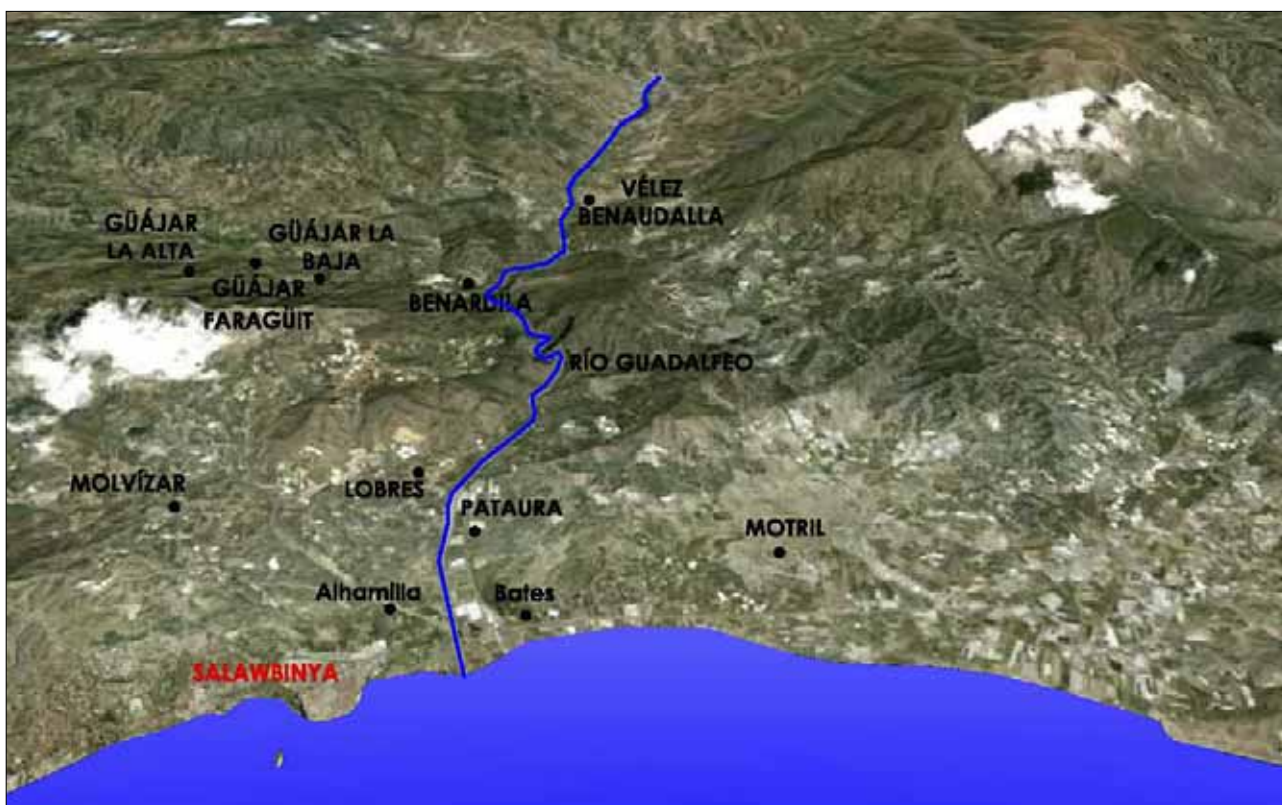 VÉLEZ
BENAUDALLA
GÜÁJAR
LA ALTA
GÜÁJAR LA
BAJA
GÜÁJAR
FARAGÜIT
BENARDILA
RÍO GUADALFEO
MOLVÍZAR
LOBRES
PATAURA
MOTRIL
Alhamilla
Bates
SALAWBINYA